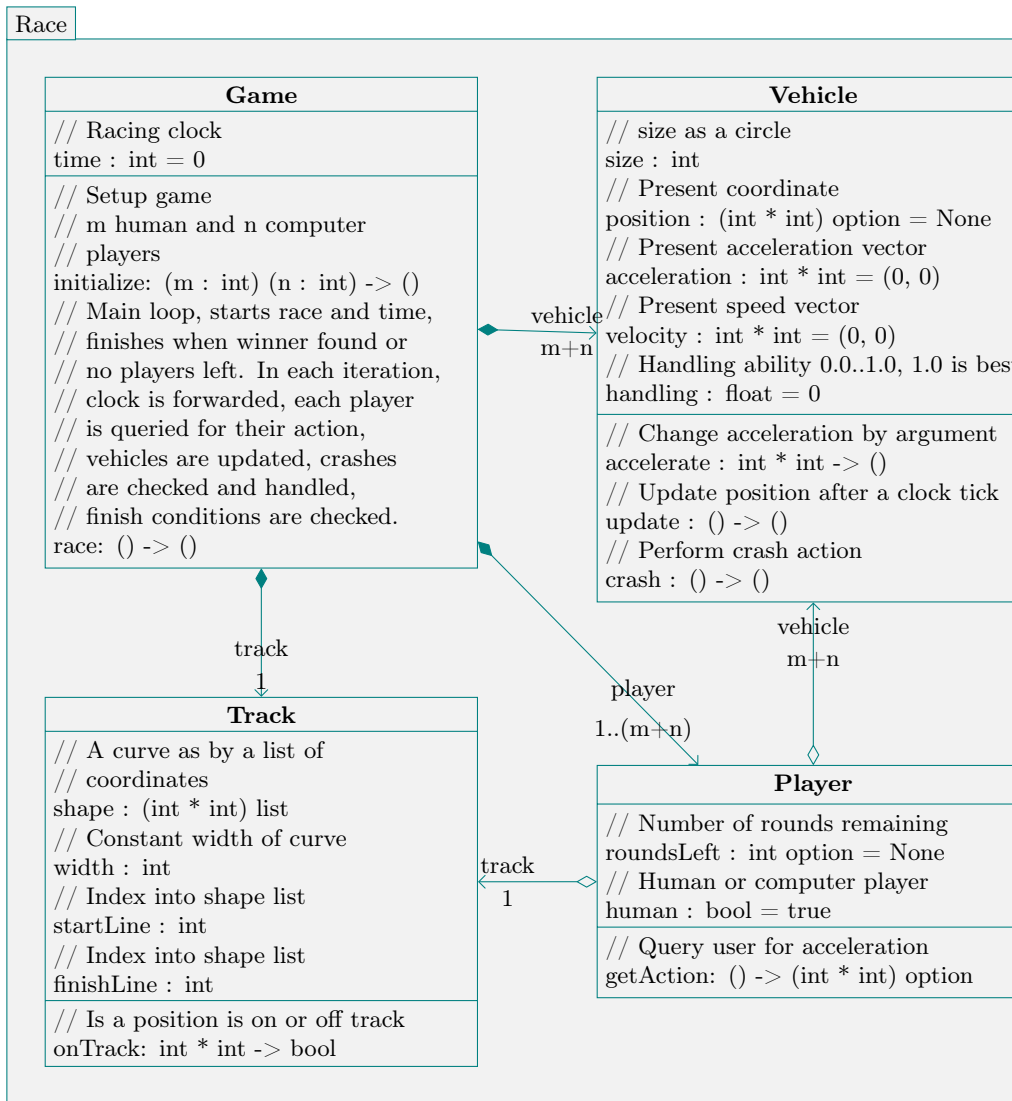 Race
Game
// Racing clock
time : int = 0
// Setup game
// m human and n computer
// players
initialize: (m : int) (n : int) -> ()
// Main loop, starts race and time,
// finishes when winner found or
// no players left. In each iteration,
// clock is forwarded, each player
// is queried for their action,
// vehicles are updated, crashes
// are checked and handled,
// finish conditions are checked.
race: () -> ()
vehicle
m+n
Vehicle
// size as a circle
size : int
// Present coordinate
position : (int * int) option = None
// Present acceleration vector
acceleration : int * int = (0, 0)
// Present speed vector
velocity : int * int = (0, 0)
// Handling ability 0.0..1.0, 1.0 is best
handling : float = 0
// Change acceleration by argument
accelerate : int * int -> ()
// Update position after a clock tick
update : () -> ()
// Perform crash action
crash : () -> ()
track
1
player
1..(m+n)
vehicle
m+n
Track
// A curve as by a list of
// coordinates
shape : (int * int) list
// Constant width of curve
width : int
// Index into shape list
startLine : int
// Index into shape list
finishLine : int
// Is a position is on or off track
onTrack: int * int -> bool
track
1
Player
// Number of rounds remaining
roundsLeft : int option = None
// Human or computer player
human : bool = true
// Query user for acceleration
getAction: () -> (int * int) option